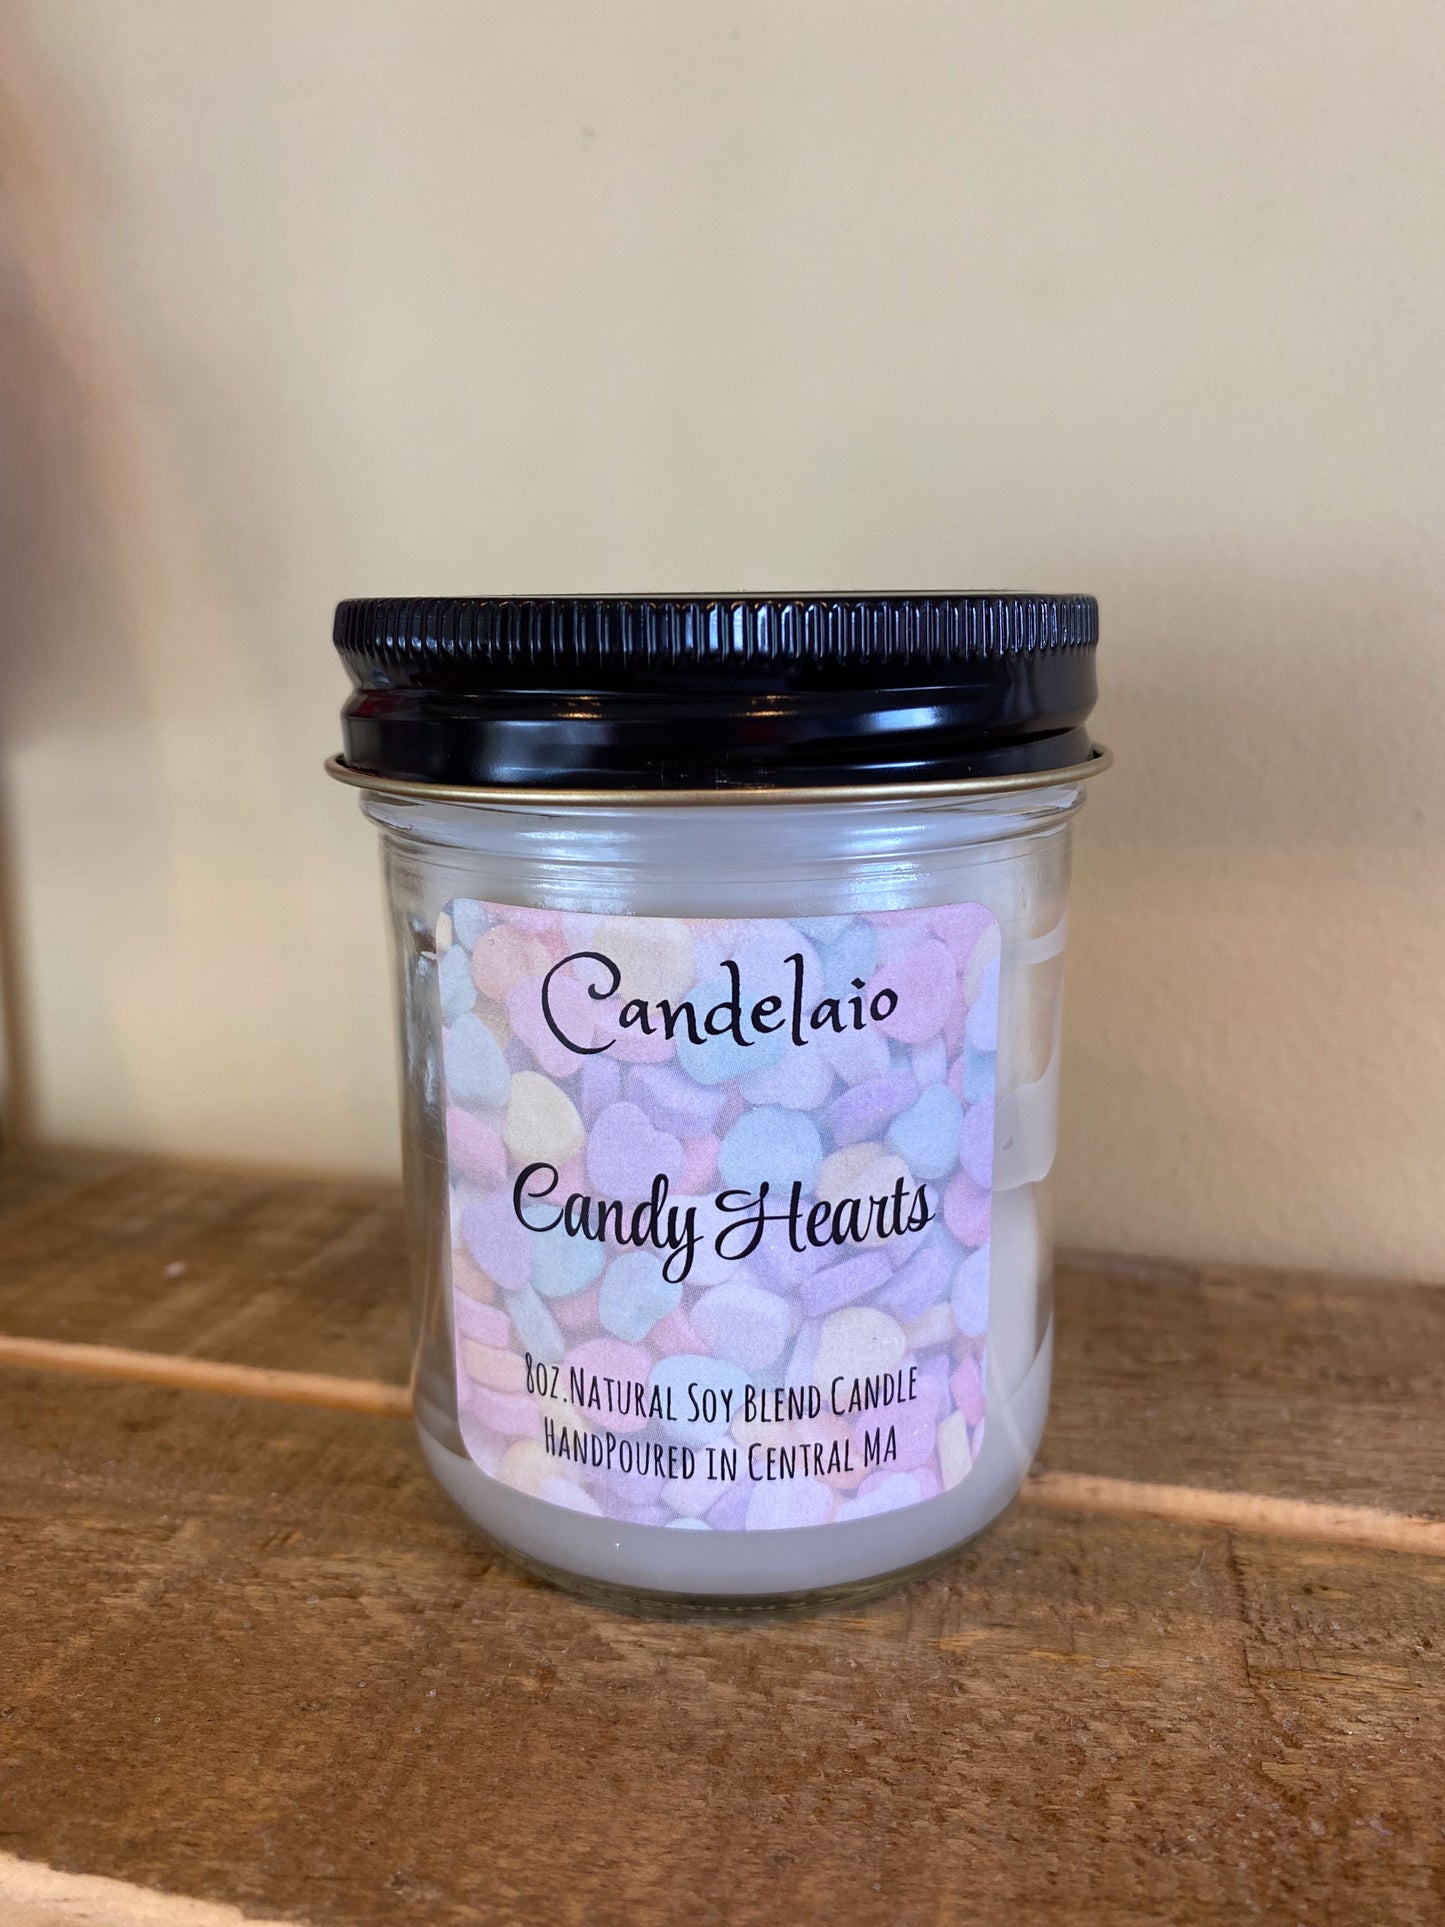 Candelaio
Candy Hearts
8oz.Natural Soy Blend Candle
HandPoured in Central MA